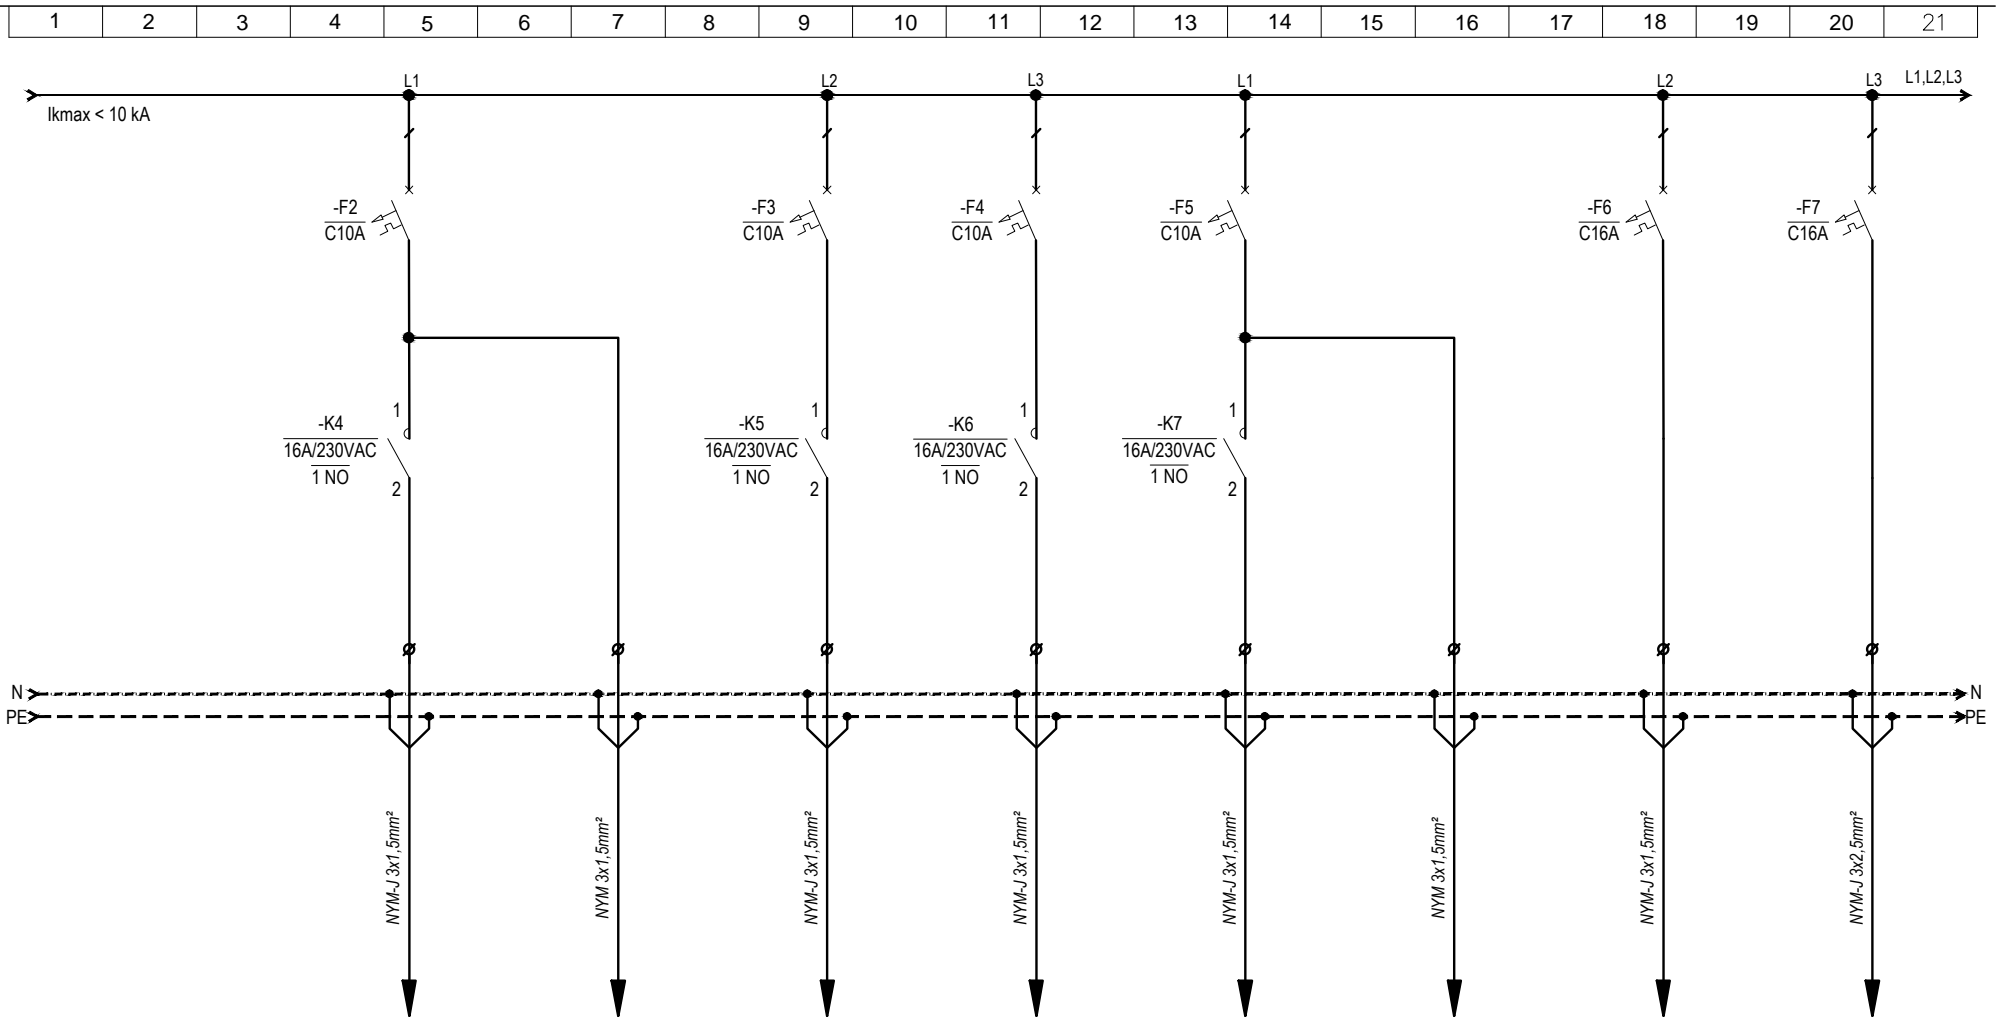 1 2 3 4 5 6 7 8 9 10 11 12 13 14 15 16 17 18 19 20 21
L1 L2 L3 L1 L2 L3 L1,L2,L3
Ikmax < 10 kA
-F2 -F3 -F4 -F5 -F6 -F7
C10A C10A C10A C10A C16A C16A
1 1 1 1
-K4 -K5 -K6 -K7
16A/230VAC 16A/230VAC 16A/230VAC 16A/230VAC
1 NO 1 NO 1 NO 1 NO
2 2 2 2
N N
PE PE
NYM-J 3x1,5mm²
NYM 3x1,5mm²
NYM-J 3x1,5mm²
NYM-J 3x1,5mm²
NYM-J 3x1,5mm²
NYM 3x1,5mm²
NYM-J 3x1,5mm²
NYM-J 3x2,5mm²